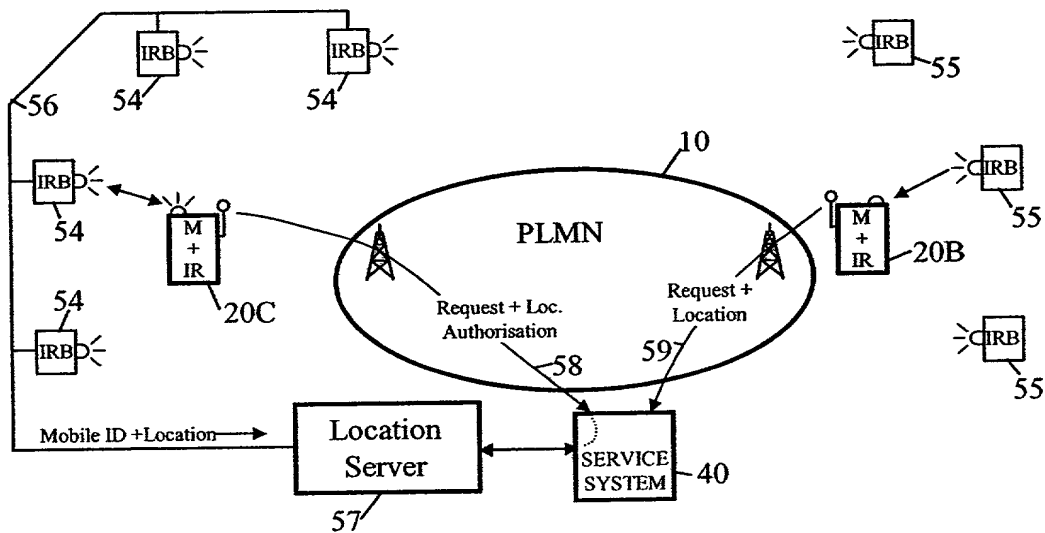 IRB
IRB
IRB
54
54
55
56
10
IRB
IRB
54
PLMN
55
M
+
IR
M
+
IR
20C
20B
54
Request + Loc.
Authorisation
Request +
Location
IRB
IRB
58
59
55
Mobile ID +Location
Location
Server
SERVICE
SYSTEM
40
57